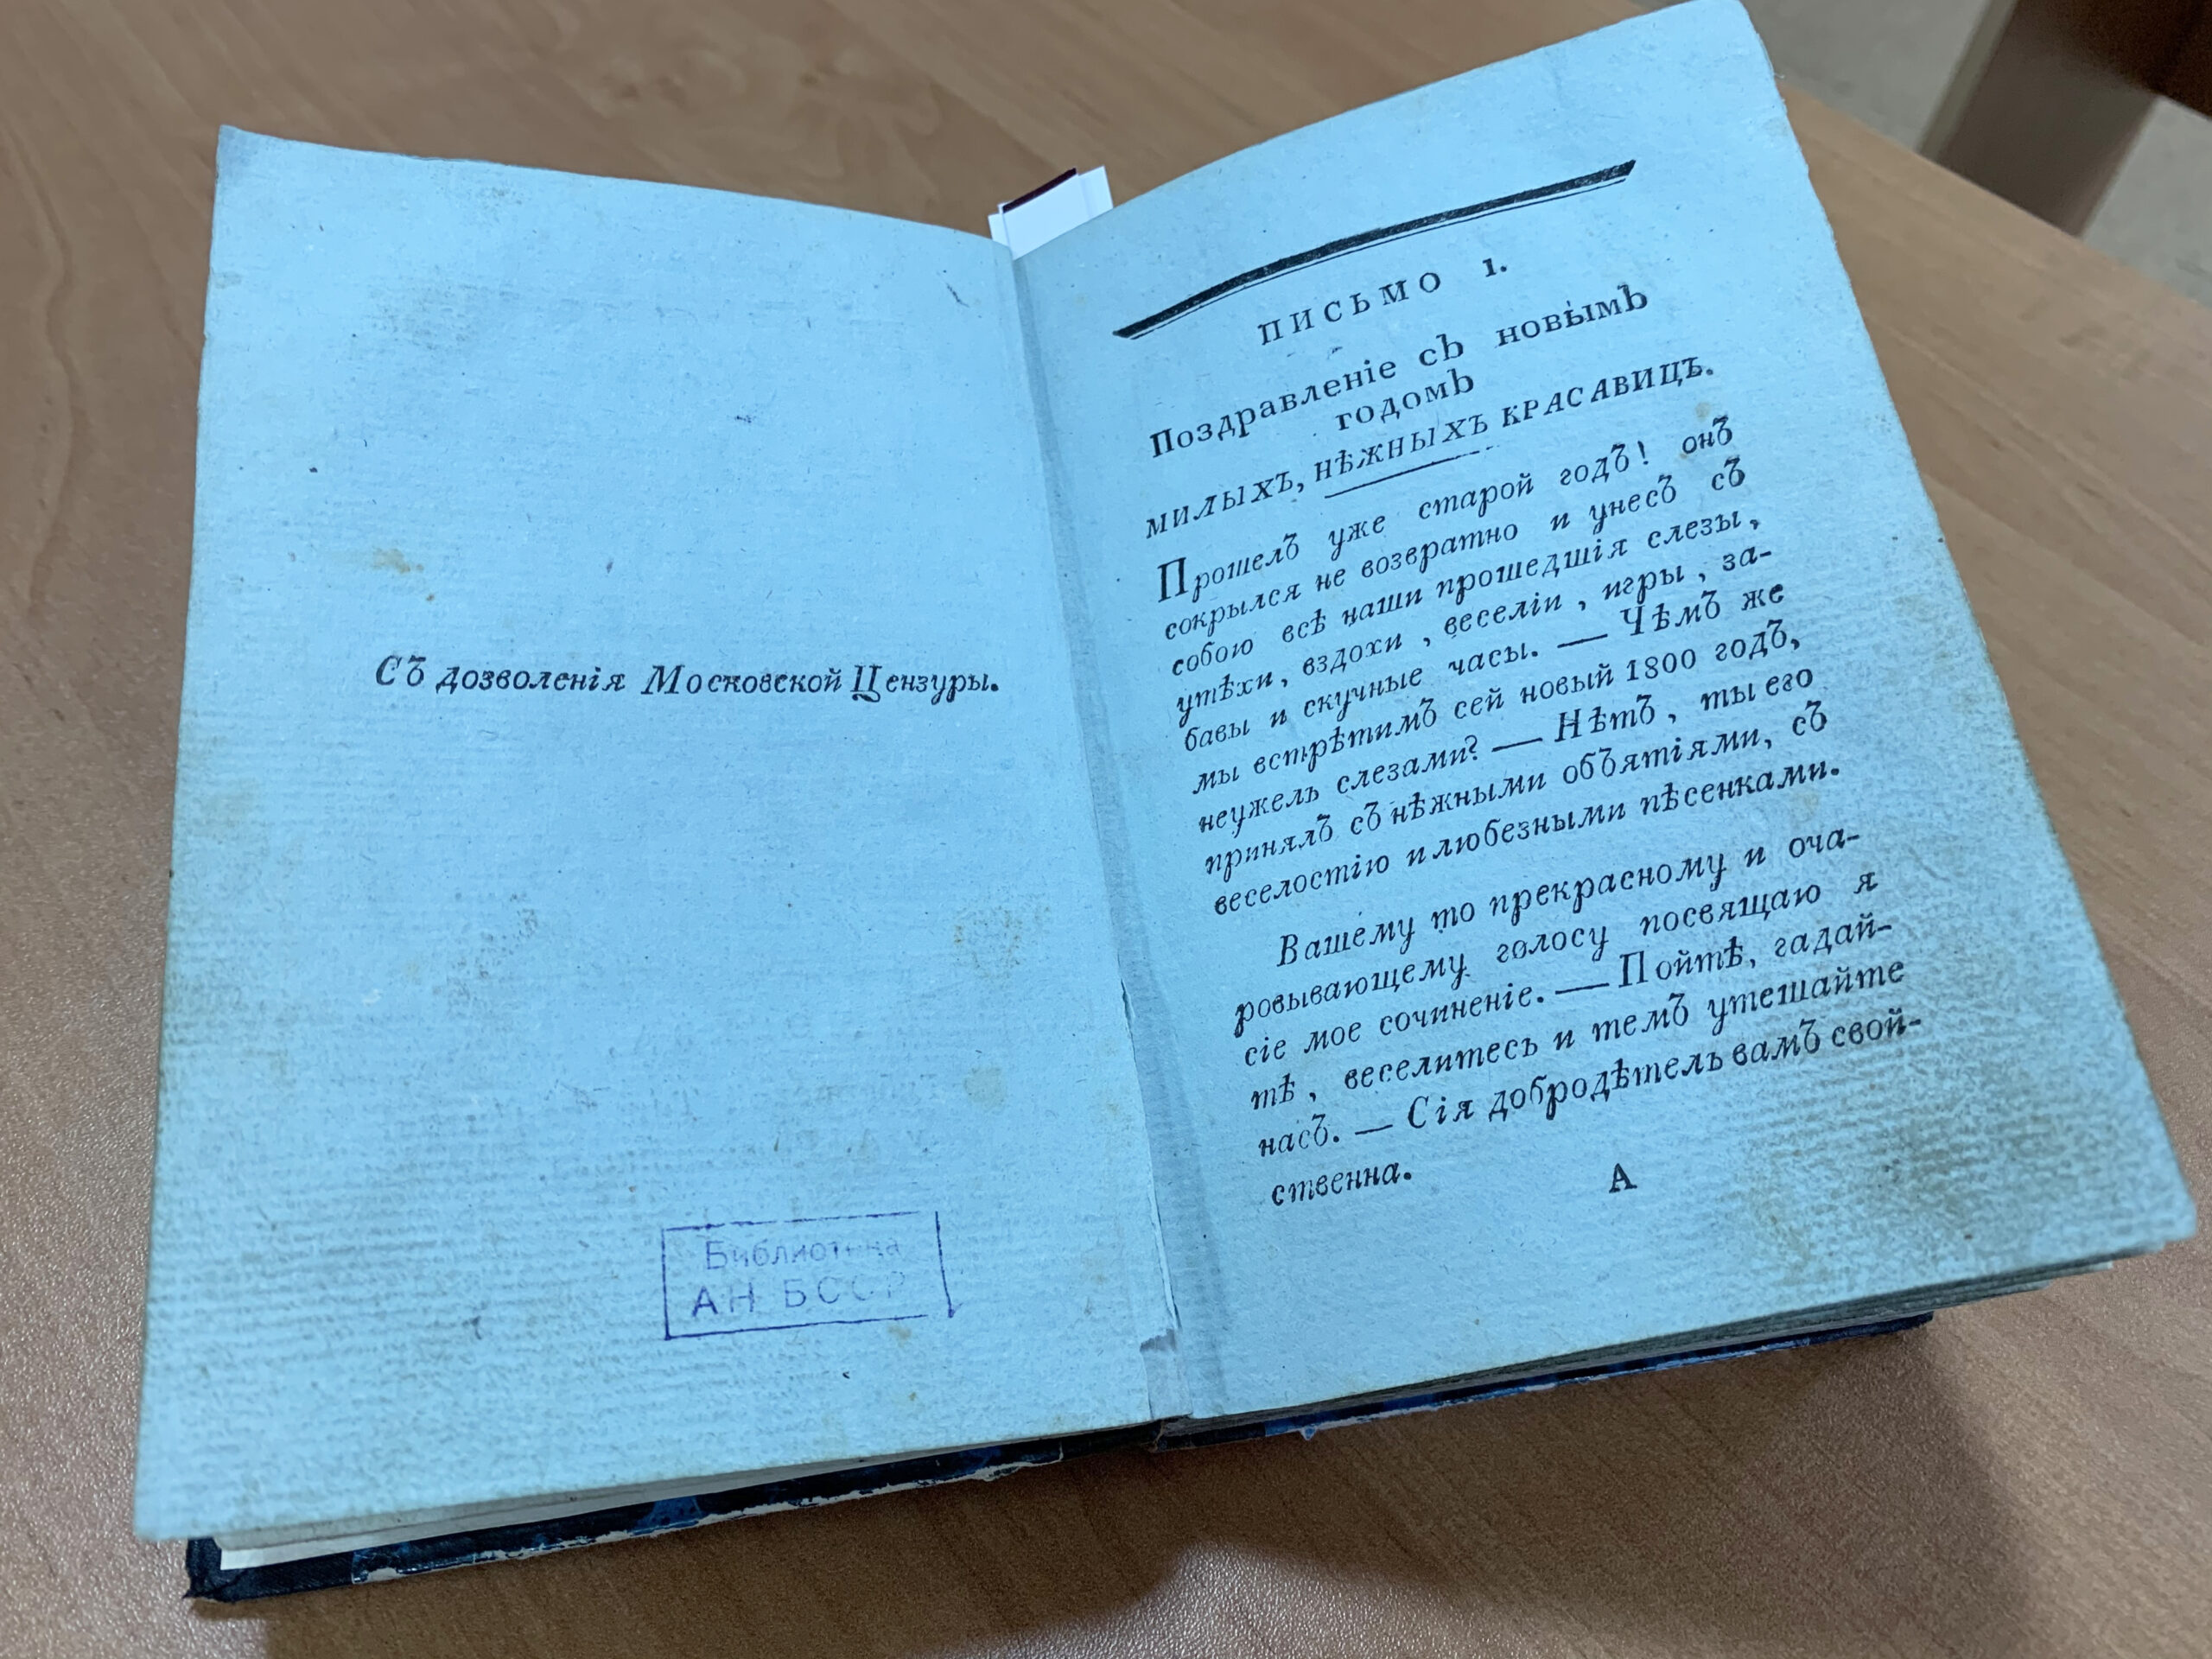 Съ дозволенія Московской Цензуры.
Библиотека
АН БССР
ПИСЬМО 1.
Поздравленіе съ новымъ
годомъ
МИЛЫХЪ, НѢЖНЫХЪ КРАСАВИЦЪ.
Прошелъ уже старой годъ! онъ
сокрылся не возвратно и унесъ съ
собою всѣ наши прошедшія слезы,
утѣхи, вздохи, веселіи, игры, за-
бавы и скучные часы. — Чѣмъ же
мы встрѣтимъ сей новый 1800 годъ,
неужель слезами? — Нѣтъ, ты его
принялъ съ нѣжными объятіями, съ
веселостію и любезными пѣсенками.
Вашему то прекрасному и оча-
ровывающему голосу посвящаю я
сіе мое сочиненіе. — Пойтѣ, гадай-
тѣ, веселитесь и темъ утешайте
насъ. — Сія добродѣтель вамъ свой-
ственна.
А